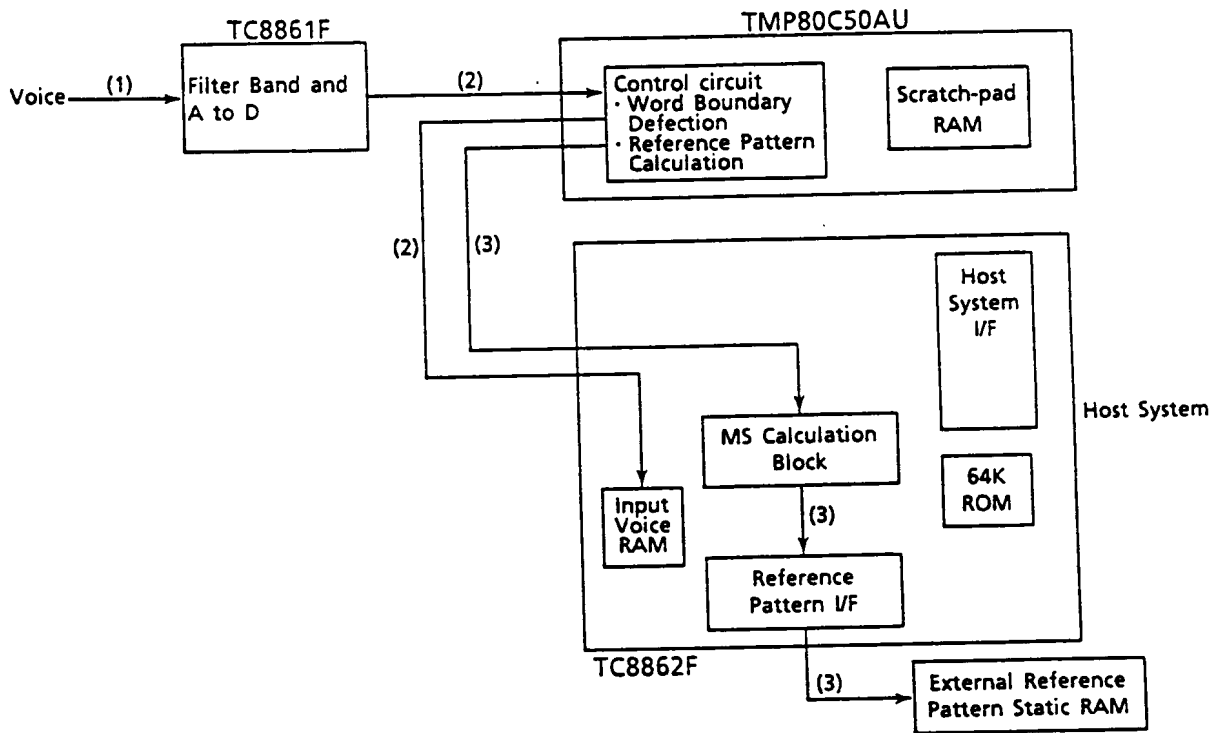 TC8861F
TMP80C50AU
Voice
(1)
Filter Band and
A to D
(2)
Control circuit
· Word Boundary
Defection
· Reference Pattern
Calculation
Scratch-pad
RAM
(2)
(3)
Host
System
I/F
Host System
MS Calculation
Block
64K
ROM
Input
Voice
RAM
(3)
Reference
Pattern I/F
TC8862F
(3)
External Reference
Pattern Static RAM